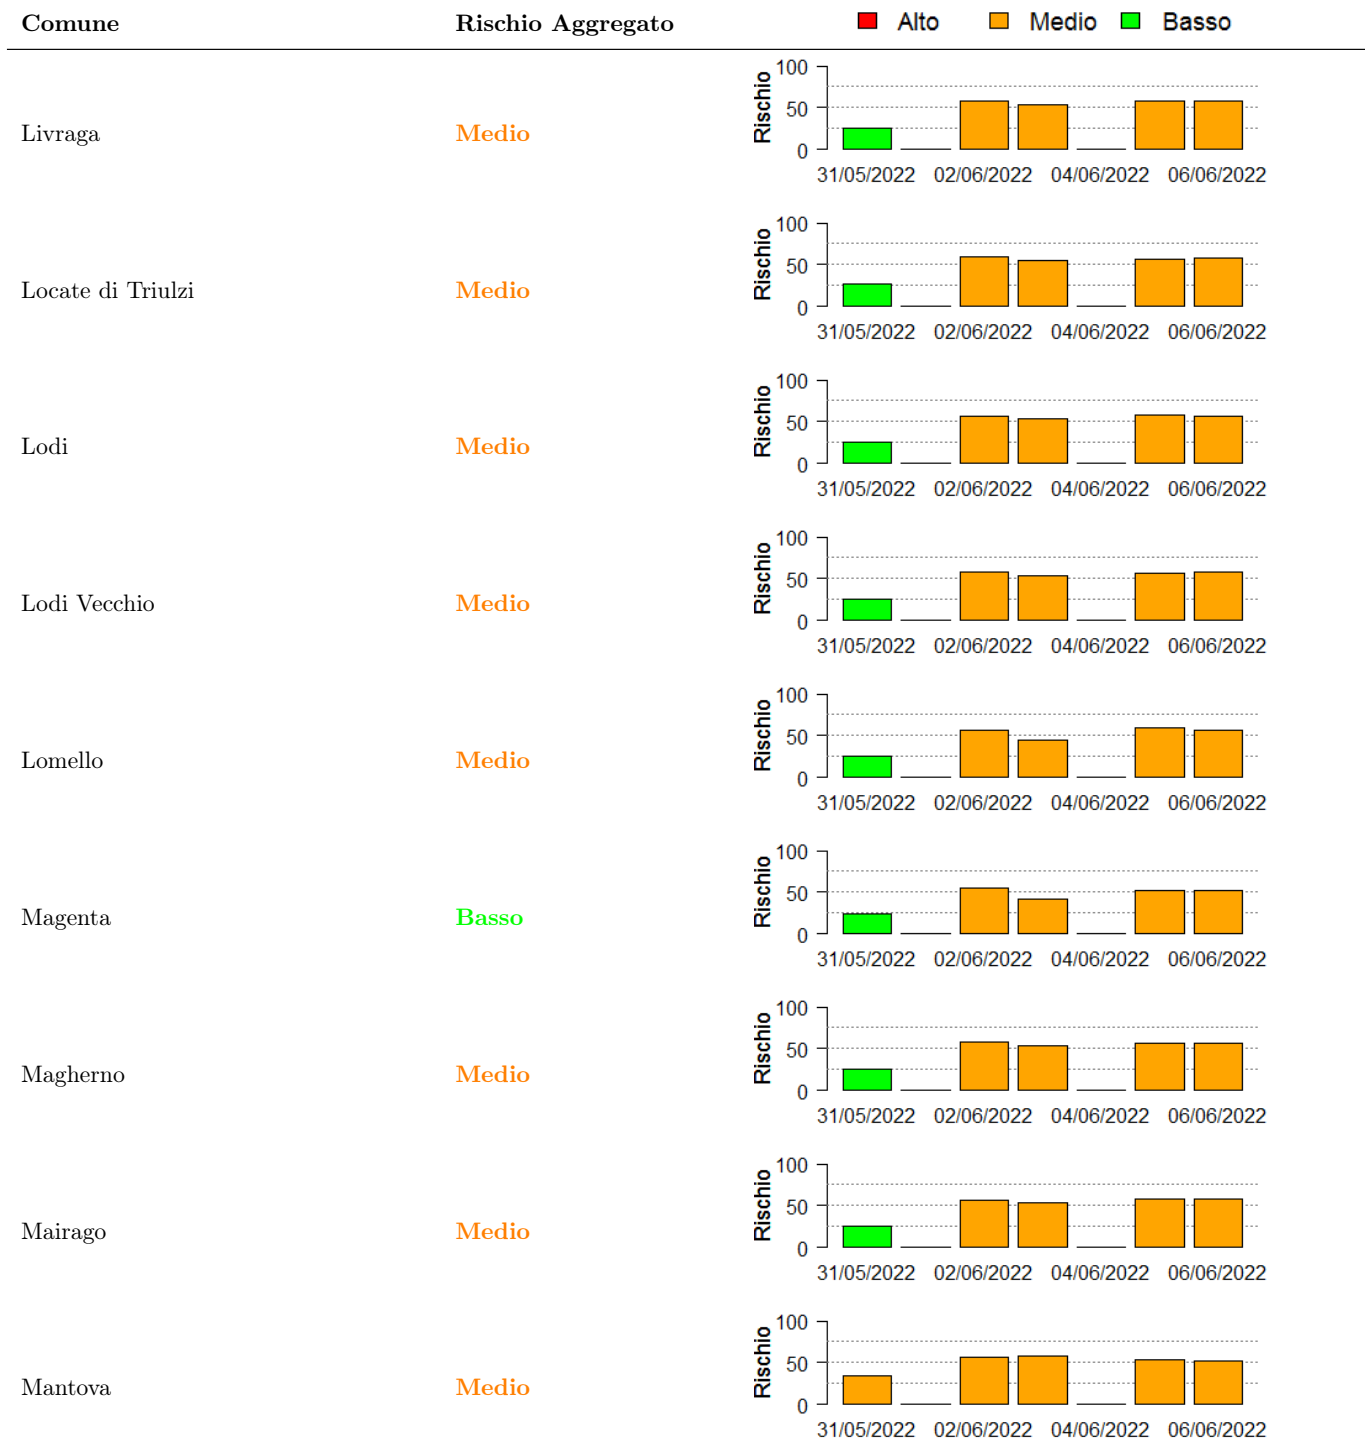 Comune Rischio Aggregato Alto Medio Basso
Livraga Medio
Rischio
100
50
0
31/05/2022 02/06/2022 04/06/2022 06/06/2022
Locate di Triulzi Medio
Rischio
100
50
0
31/05/2022 02/06/2022 04/06/2022 06/06/2022
Lodi Medio
Rischio
100
50
0
31/05/2022 02/06/2022 04/06/2022 06/06/2022
Lodi Vecchio Medio
Rischio
100
50
0
31/05/2022 02/06/2022 04/06/2022 06/06/2022
Lomello Medio
Rischio
100
50
0
31/05/2022 02/06/2022 04/06/2022 06/06/2022
Magenta Basso
Rischio
100
50
0
31/05/2022 02/06/2022 04/06/2022 06/06/2022
Magherno Medio
Rischio
100
50
0
31/05/2022 02/06/2022 04/06/2022 06/06/2022
Mairago Medio
Rischio
100
50
0
31/05/2022 02/06/2022 04/06/2022 06/06/2022
Mantova Medio
Rischio
100
50
0
31/05/2022 02/06/2022 04/06/2022 06/06/2022